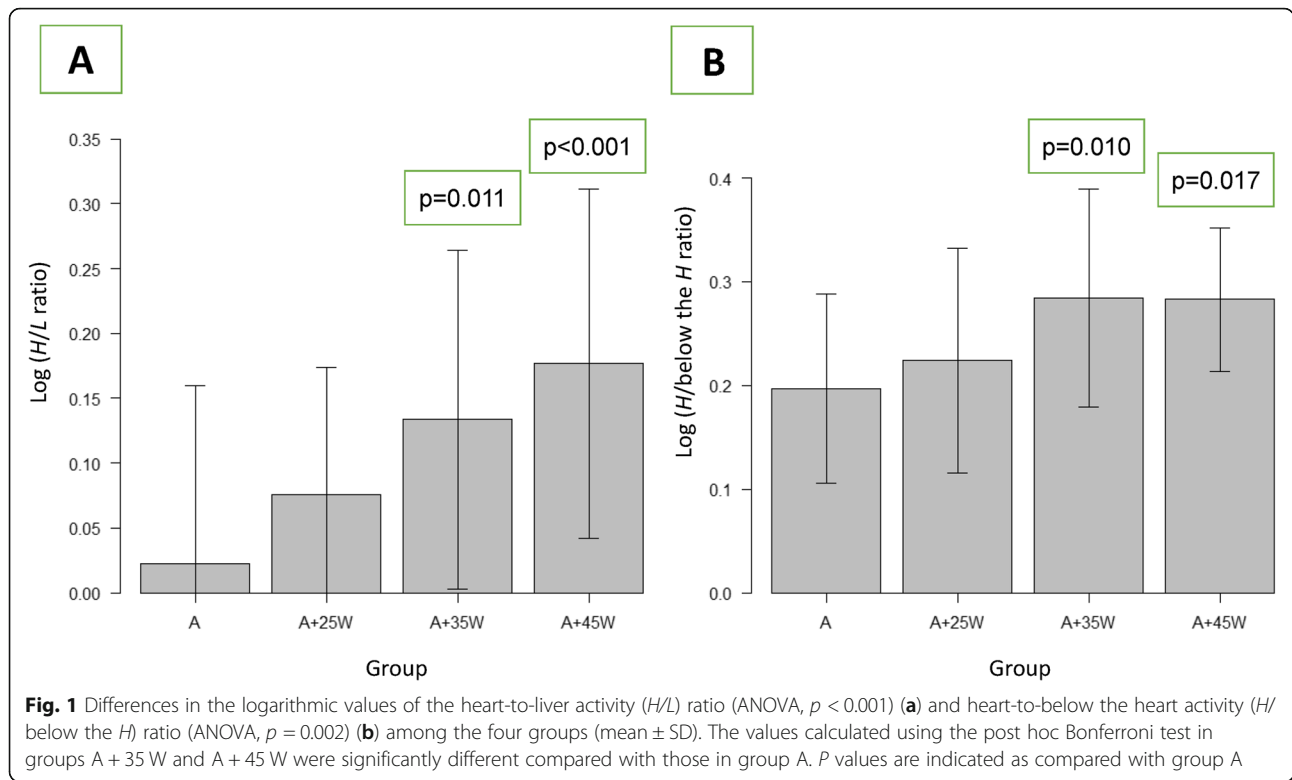 A
Log (H/L ratio)
0.35
0.30
0.25
0.20
0.15
0.10
0.05
0.00
p=0.011
p<0.001
A
A+25W
A+35W
A+45W
Group
B
Log (H/below the H ratio)
0.4
0.3
0.2
0.1
0.0
p=0.010
p=0.017
A
A+25W
A+35W
A+45W
Group
Fig. 1 Differences in the logarithmic values of the heart-to-liver activity (H/L) ratio (ANOVA, p < 0.001) (a) and heart-to-below the heart activity (H/
below the H) ratio (ANOVA, p = 0.002) (b) among the four groups (mean ± SD). The values calculated using the post hoc Bonferroni test in
groups A + 35 W and A + 45 W were significantly different compared with those in group A. P values are indicated as compared with group A